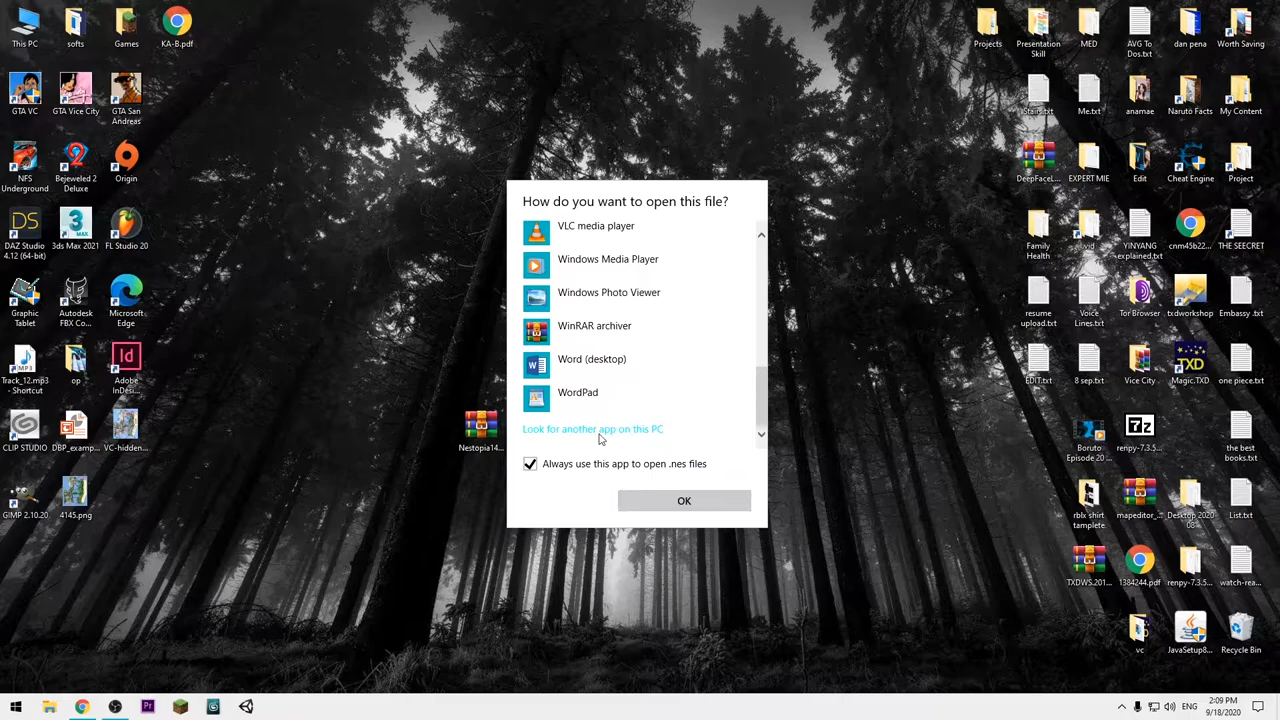 This PC
softs
Games
KA-B.pdf
GTA VC
GTA Vice City
GTA San
Andreas
NFS
Underground
Bejeweled 2
Deluxe
Origin
DAZ Studio
4.12 (64-bit)
3ds Max 2021
FL Studio 20
Graphic
Tablet
Autodesk
FBX Co...
Microsoft
Edge
Track_12.mp3
- Shortcut
op
Adobe
InDesi...
CLIP STUDIO
DBP_examp...
VC-hidden...
GIMP 2.10.20
4145.png
Nestopia14...
How do you want to open this file?
VLC media player
Windows Media Player
Windows Photo Viewer
WinRAR archiver
Word (desktop)
WordPad
Look for another app on this PC
Always use this app to open .nes files
OK
Projects
Presentation
Skill
MED
AVG To
Dos.txt
dan pena
Worth Saving
Stairs.txt
Me.txt
anamae
Naruto Facts
My Content
DeepFaceL...
EXPERT MIE
Edit
Cheat Engine
Project
Family
Health
vid
YINYANG
explained.txt
cnm45b22...
THE SEECRET
resume
upload.txt
Voice
Lines.txt
Tor Browser
txdworkshop
Embassy .txt
EDIT.txt
8 sep.txt
Vice City
Magic.TXD
one piece.txt
Boruto
Episode 20 ...
renpy-7.3.5...
the best
books.txt
rblx shirt
tamplete
mapeditor_...
Desktop 2020
-08-
List.txt
TXDWS.201...
1384244.pdf
renpy-7.3.5...
watch-rea...
vc
JavaSetup8...
Recycle Bin
ENG
2:09 PM
9/18/2020